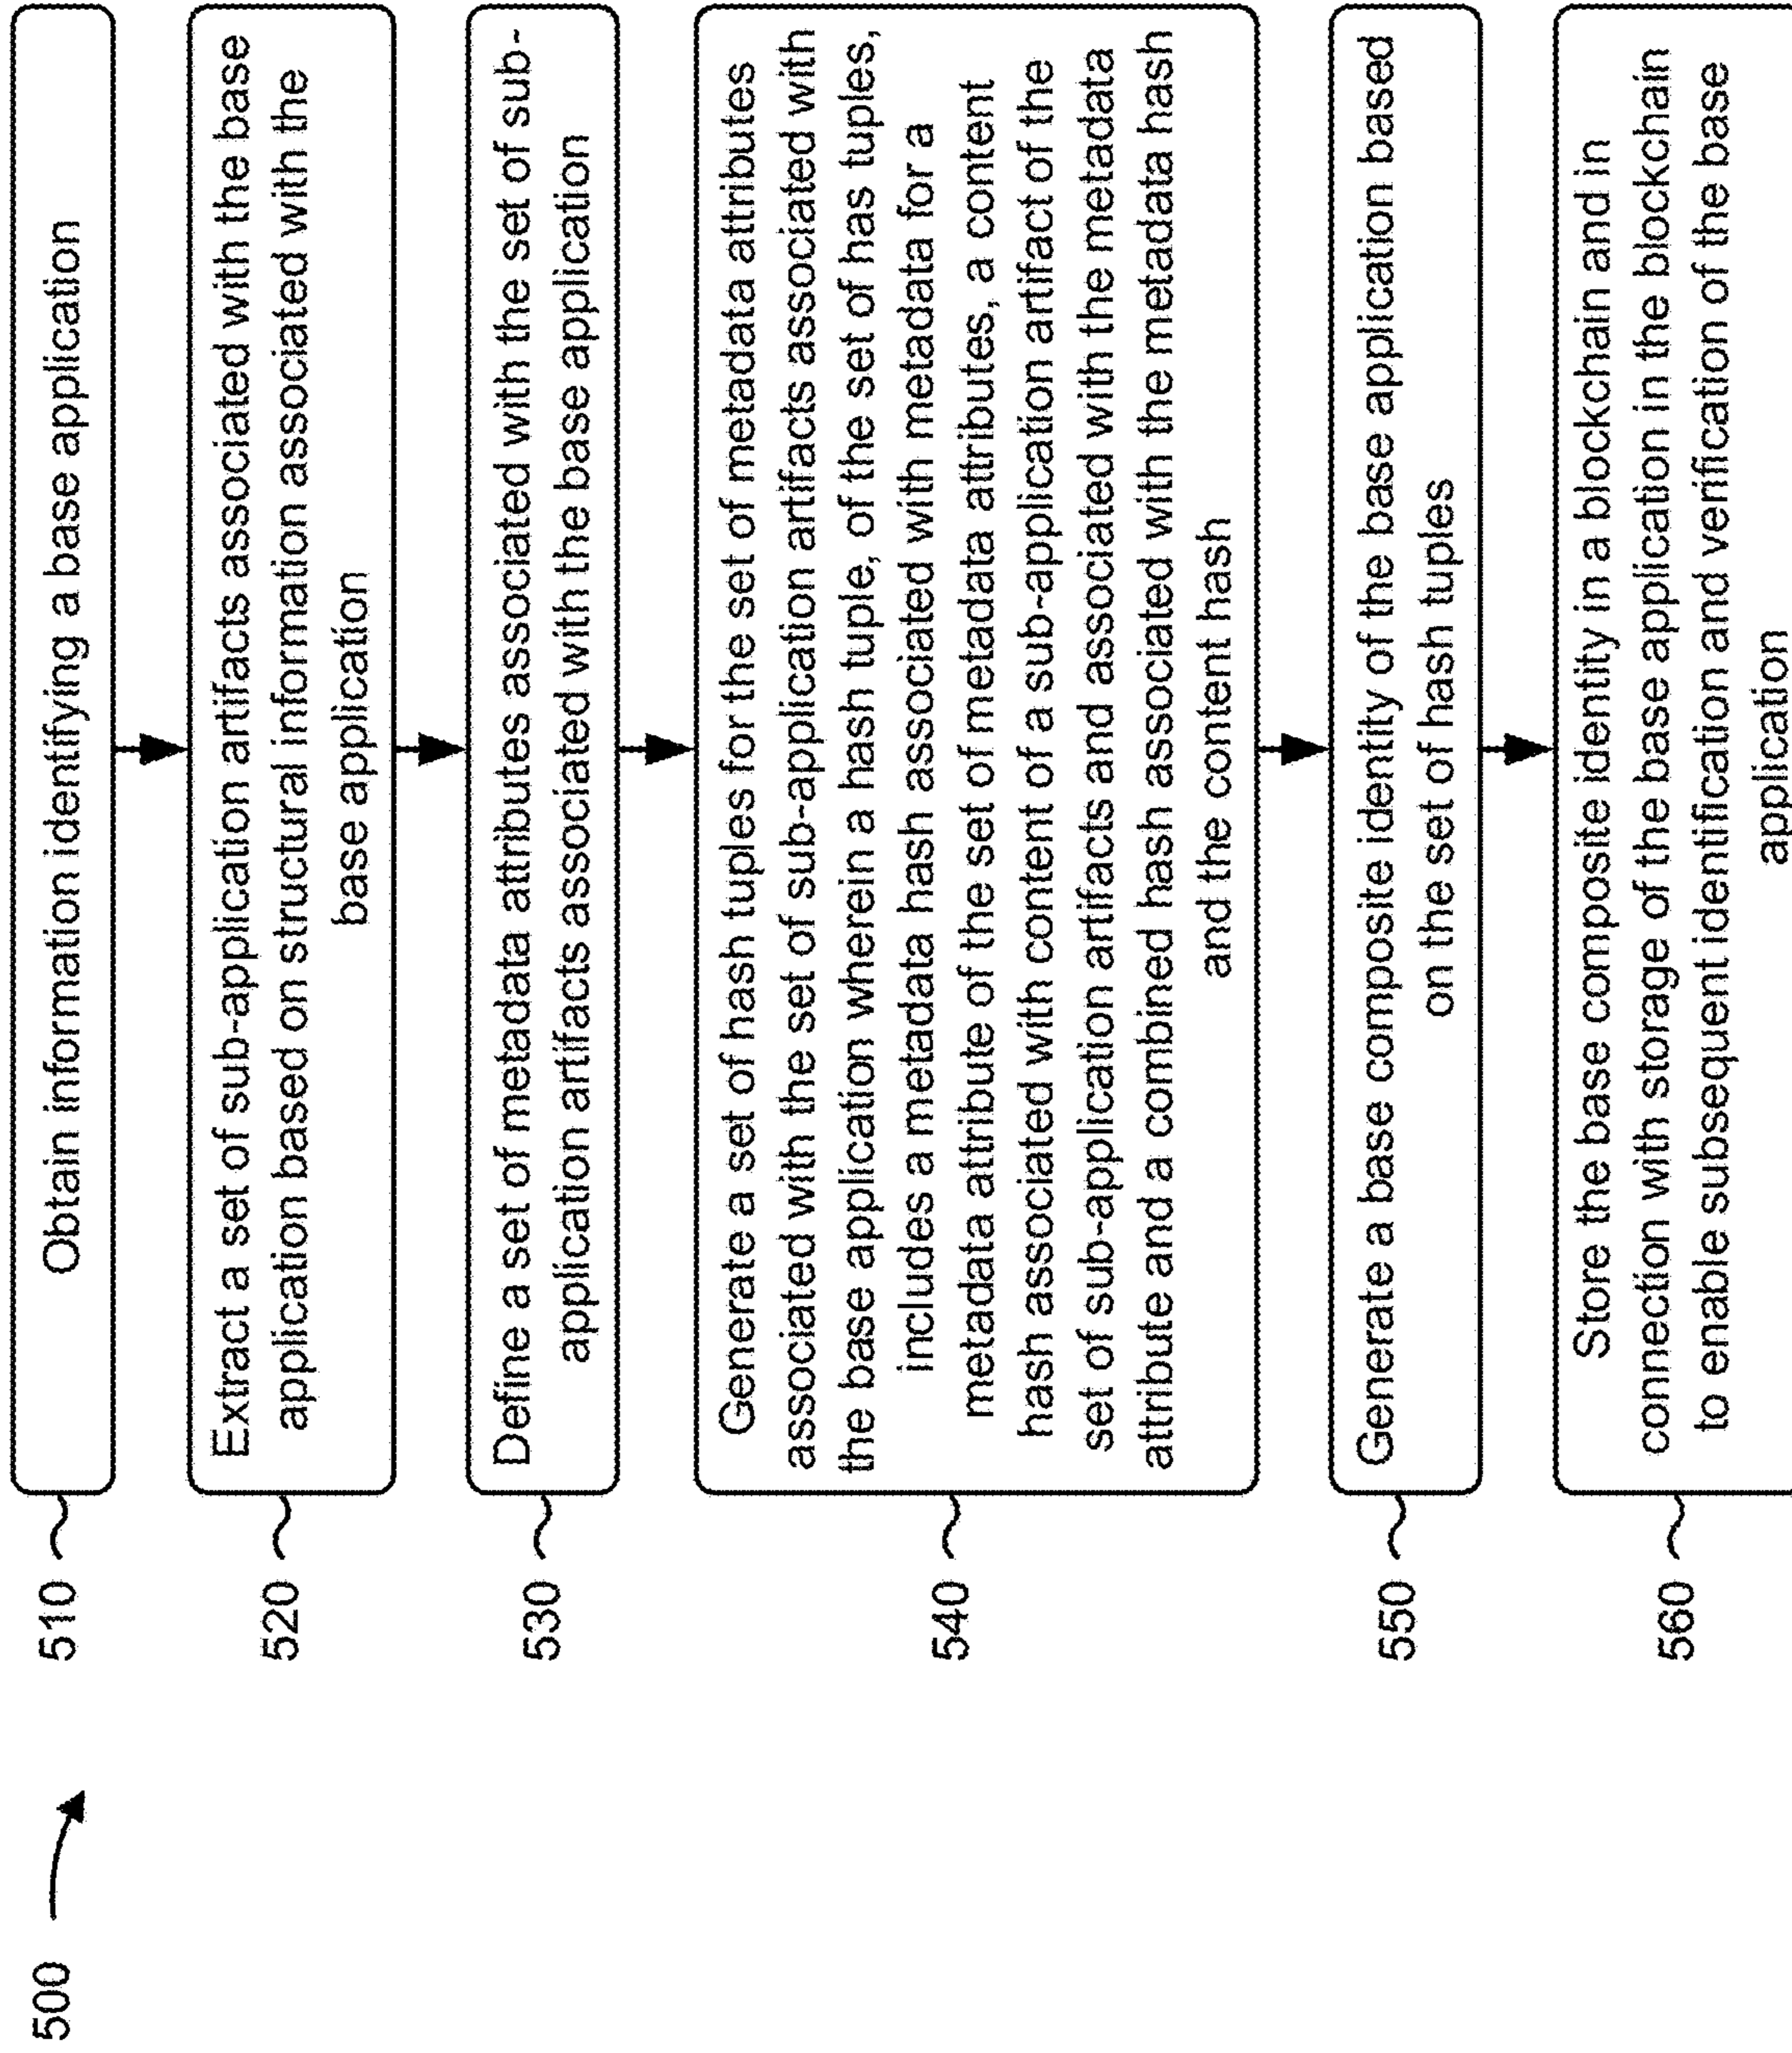 500
510
Obtain information identifying a base application
520
Extract a set of sub-application artifacts associated with the base
application based on structural information associated with the
base application
530
Define a set of metadata attributes associated with the set of sub-
application artifacts associated with the base application
540
Generate a set of hash tuples for the set of metadata attributes
associated with the set of sub-application artifacts associated with
the base application wherein a hash tuple, of the set of has tuples,
includes a metadata hash associated with metadata for a
metadata attribute of the set of metadata attributes, a content
hash associated with content of a sub-application artifact of the
set of sub-application artifacts and associated with the metadata
attribute and a combined hash associated with the metadata hash
and the content hash
550
Generate a base composite identity of the base application based
on the set of hash tuples
560
Store the base composite identity in a blockchain and in
connection with storage of the base application in the blockchain
to enable subsequent identification and verification of the base
application